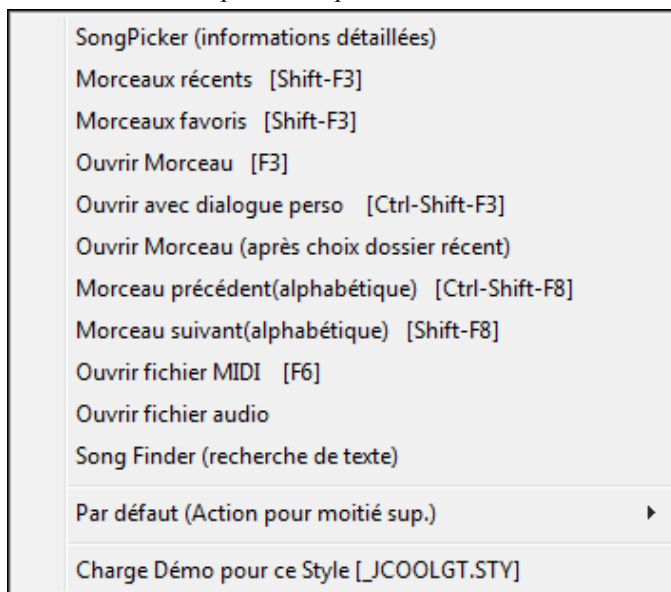 SongPicker (informations détaillées)
Morceaux récents [Shift-F3]
Morceaux favoris [Shift-F3]
Ouvrir Morceau [F3]
Ouvrir avec dialogue perso [Ctrl-Shift-F3]
Ouvrir Morceau (après choix dossier récent)
Morceau précédent(alphabétique) [Ctrl-Shift-F8]
Morceau suivant(alphabétique) [Shift-F8]
Ouvrir fichier MIDI [F6]
Ouvrir fichier audio
Song Finder (recherche de texte)
Par défaut (Action pour moitié sup.)
Charge Démo pour ce Style [_JCOOLGT.STY]